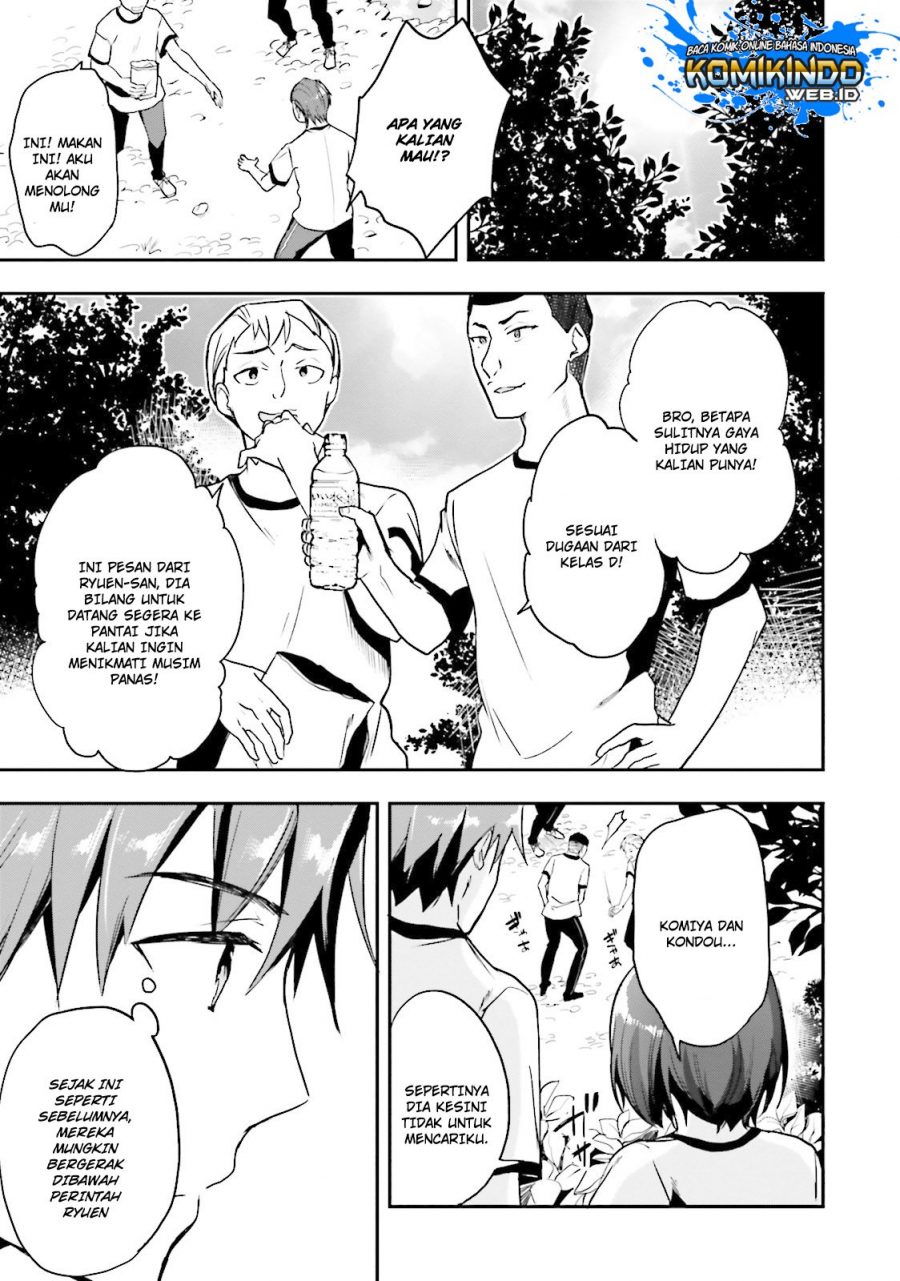 BACA KOMIK ONLINE BAHASA INDONESIA
KOMIKINDO
WEB.ID
APA YANG
KALIAN
MAU!?
INI! MAKAN
INI! AKU
AKAN
MENOLONG
MU!
BRO, BETAPA
SULITNYA GAYA
HIDUP YANG
KALIAN PUNYA!
SESUAI
DUGAAN DARI
KELAS D!
INI PESAN DARI
RYUEN-SAN, DIA
BILANG UNTUK
DATANG SEGERA KE
PANTAI JIKA
KALIAN INGIN
MENIKMATI MUSIM
PANAS!
KOMIYA DAN
KONDOU...
SEPERTINYA
DIA KESINI
TIDAK UNTUK
MENCARIKU.
SEJAK INI
SEPERTI
SEBELUMNYA,
MEREKA
MUNGKIN
BERGERAK
DIBAWAH
PERINTAH
RYUEN